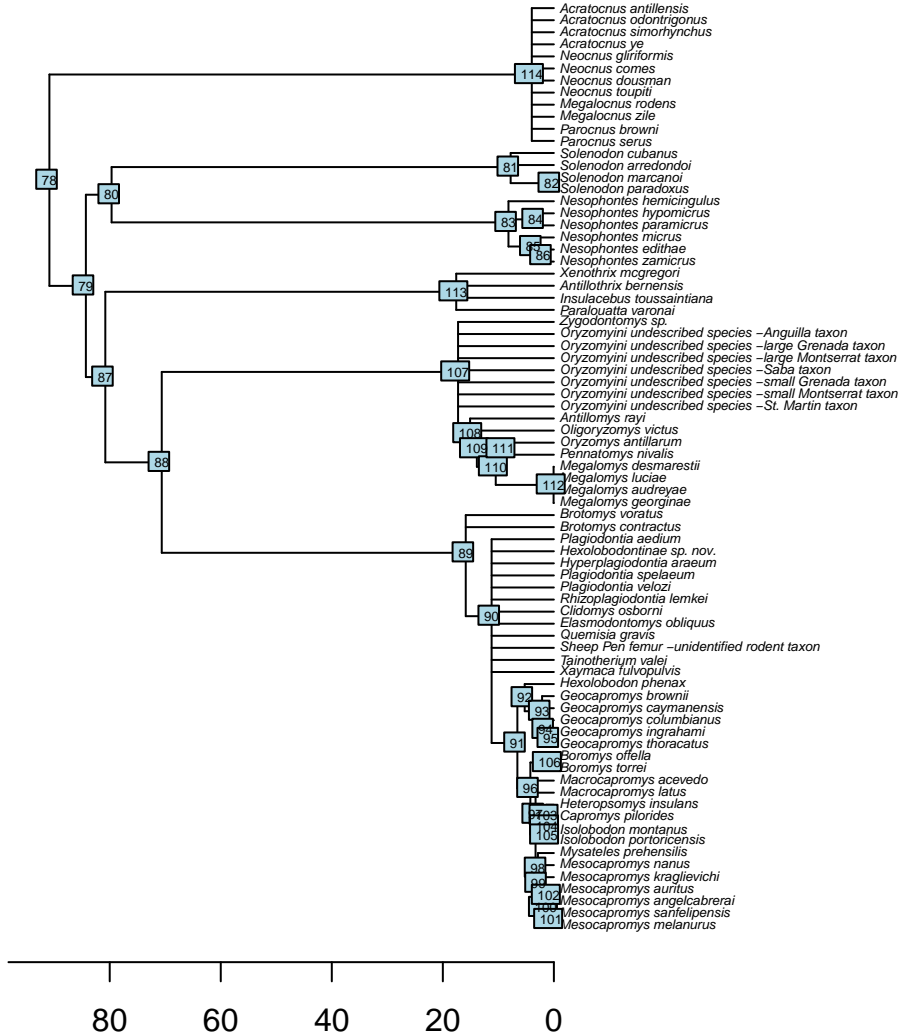 Acratocnus antillensis
Acratocnus odontrigonus
Acratocnus simorhynchus
Acratocnus ye
Neocnus gliriformis
Neocnus comes
114
Neocnus dousman
Neocnus toupiti
Megalocnus rodens
Megalocnus zile
Parocnus browni
Parocnus serus
Solenodon cubanus
81
Solenodon arredondoi
78
Solenodon marcanoi
82
Solenodon paradoxus
80
Nesophontes hemicingulus
Nesophontes hypomicrus
83
84
Nesophontes paramicrus
Nesophontes micrus
85
Nesophontes edithae
86
Nesophontes zamicrus
Xenothrix mcgregori
79
Antillothrix bernensis
113
Insulacebus toussaintiana
Paralouatta varonai
Zygodontomys sp.
Oryzomyini undescribed species −Anguilla taxon
Oryzomyini undescribed species −large Grenada taxon
Oryzomyini undescribed species −large Montserrat taxon
107
Oryzomyini undescribed species −Saba taxon
87
Oryzomyini undescribed species −small Grenada taxon
Oryzomyini undescribed species −small Montserrat taxon
Oryzomyini undescribed species −St. Martin taxon
Antillomys rayi
108
Oligoryzomys victus
Oryzomys antillarum
109
111
Pennatomys nivalis
88
110
Megalomys desmarestii
Megalomys luciae
112
Megalomys audreyae
Megalomys georginae
Brotomys voratus
Brotomys contractus
Plagiodontia aedium
89
Hexolobodontinae sp. nov.
Hyperplagiodontia araeum
Plagiodontia spelaeum
Plagiodontia velozi
Rhizoplagiodontia lemkei
Clidomys osborni
90
Elasmodontomys obliquus
Quemisia gravis
Sheep Pen femur −unidentified rodent taxon
Tainotherium valei
Xaymaca fulvopulvis
Hexolobodon phenax
92
Geocapromys brownii
93
Geocapromys caymanensis
Geocapromys columbianus
94
Geocapromys ingrahami
95
91
Geocapromys thoracatus
Boromys offella
106
Boromys torrei
Macrocapromys acevedo
96
Macrocapromys latus
Heteropsomys insulans
97
103
Capromys pilorides
104
Isolobodon montanus
105
Isolobodon portoricensis
Mysateles prehensilis
98
Mesocapromys nanus
Mesocapromys kraglievichi
99
Mesocapromys auritus
102
Mesocapromys angelcabrerai
100
Mesocapromys sanfelipensis
101
Mesocapromys melanurus
80 60 40 20 0